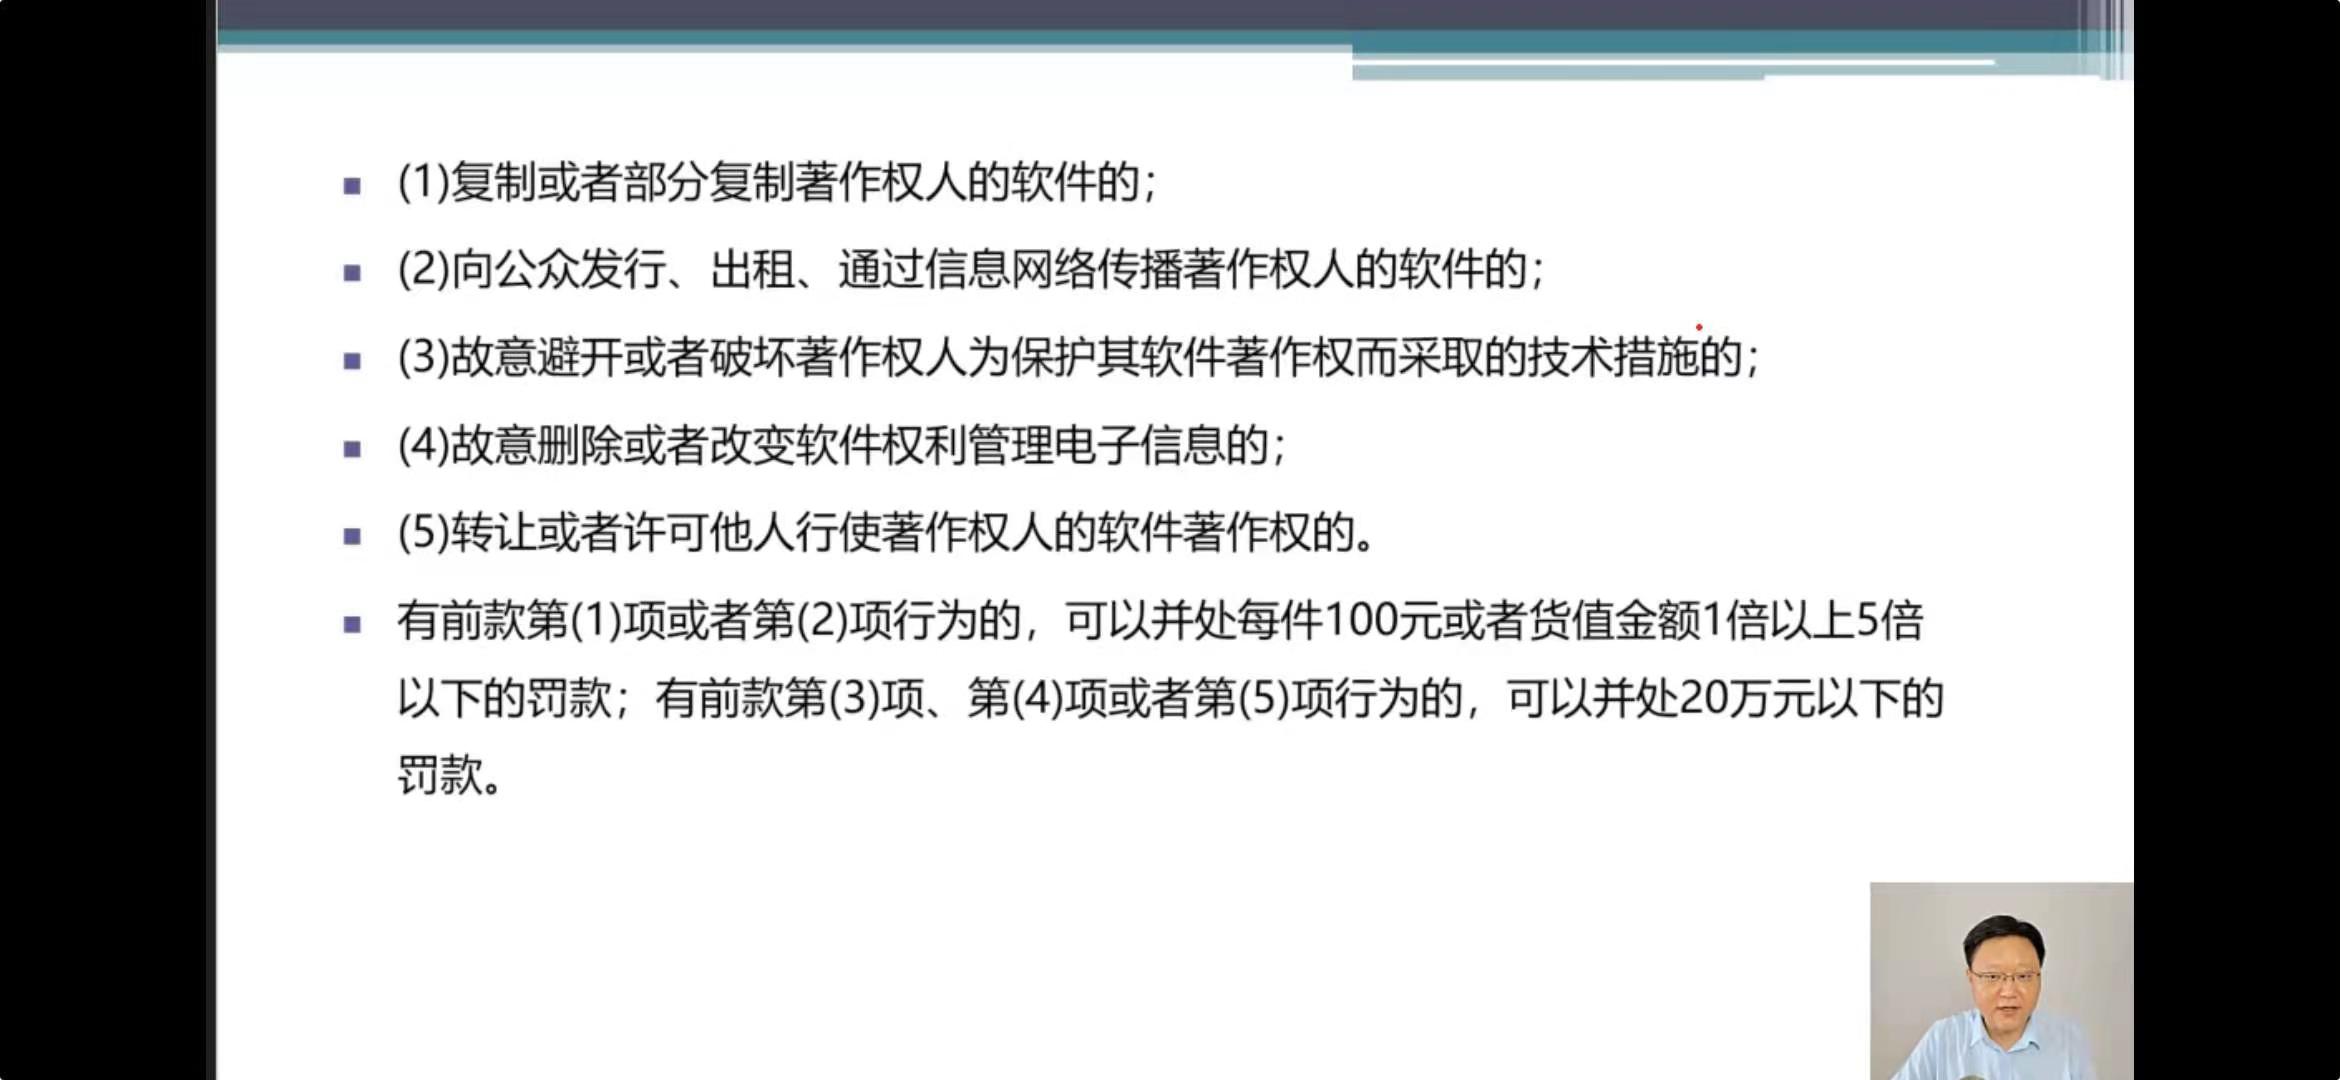 (1)复制或者部分复制著作权人的软件的；
(2)向公众发行、出租、通过信息网络传播著作权人的软件的；
(3)故意避开或者破坏著作权人为保护其软件著作权而采取的技术措施的；
(4)故意删除或者改变软件权利管理电子信息的；
(5)转让或者许可他人行使著作权人的软件著作权的。
有前款第(1)项或者第(2)项行为的，可以并处每件100元或者货值金额1倍以上5倍
以下的罚款；有前款第(3)项、第(4)项或者第(5)项行为的，可以并处20万元以下的
罚款。